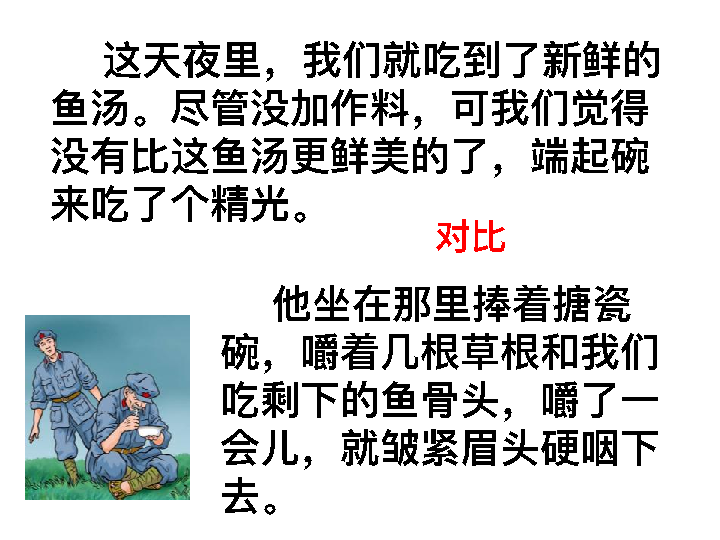 这天夜里，我们就吃到了新鲜的
鱼汤。尽管没加作料，可我们觉得
没有比这鱼汤更鲜美的了，端起碗
来吃了个精光。
对比
他坐在那里捧着搪瓷
碗，嚼着几根草根和我们
吃剩下的鱼骨头，嚼了一
会儿，就皱紧眉头硬咽下
去。